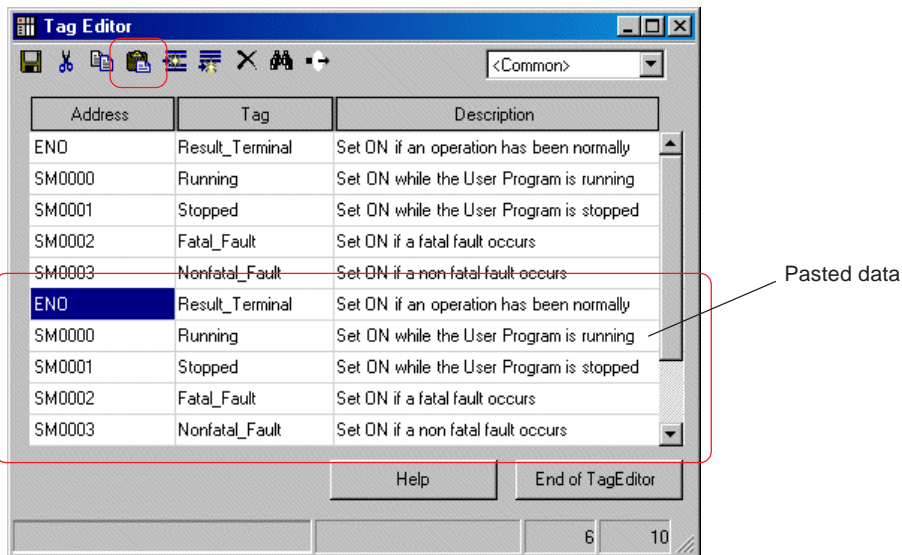 Tag Editor
<Common>
Address Tag Description
ENO Result_Terminal Set ON if an operation has been normally
SM0000 Running Set ON while the User Program is running
SM0001 Stopped Set ON while the User Program is stopped
SM0002 Fatal_Fault Set ON if a fatal fault occurs
SM0003 Nonfatal_Fault Set ON if a non fatal fault occurs
ENO Result_Terminal Set ON if an operation has been normally
SM0000 Running Set ON while the User Program is running
SM0001 Stopped Set ON while the User Program is stopped
SM0002 Fatal_Fault Set ON if a fatal fault occurs
SM0003 Nonfatal_Fault Set ON if a non fatal fault occurs
Pasted data
Help End of TagEditor
6 10